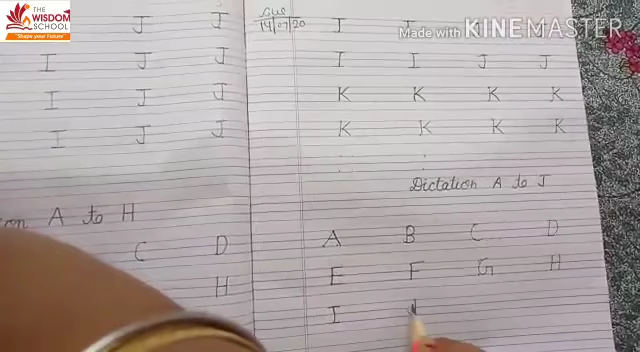 THE
WISDOM
SCHOOL
"Shape your Future"
J J
I J J
I J J
I J J
A to H
C D
H
14/07/20
I
I I J J
K K K K
K K K K
Dictation A to J
A B C D
E F G H
I J
Made with KINEMASTER